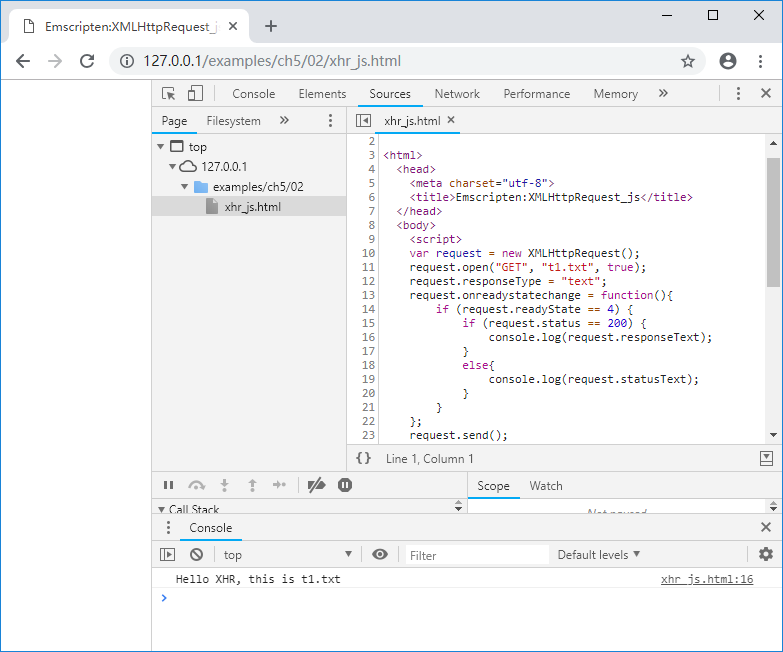 Emscripten:XMLHttpRequest_j
127.0.0.1/examples/ch5/02/xhr_js.html
Console Elements Sources Network Performance Memory »
Page Filesystem » xhr_js.html
top
127.0.0.1
examples/ch5/02
xhr_js.html
2
3 <html>
4 <head>
5 <meta charset="utf-8">
6 <title>Emscripten:XMLHttpRequest_js</title>
7 </head>
8 <body>
9 <script>
10 var request = new XMLHttpRequest();
11 request.open("GET", "t1.txt", true);
12 request.responseType = "text";
13 request.onreadystatechange = function(){
14 if (request.readyState == 4) {
15 if (request.status == 200) {
16 console.log(request.responseText);
17 }
18 else{
19 console.log(request.statusText);
20 }
21 }
22 };
23 request.send();
{} Line 1, Column 1
Scope Watch
Call Stack Not paused
Console
top Filter Default levels
Hello XHR, this is t1.txt xhr_js.html:16